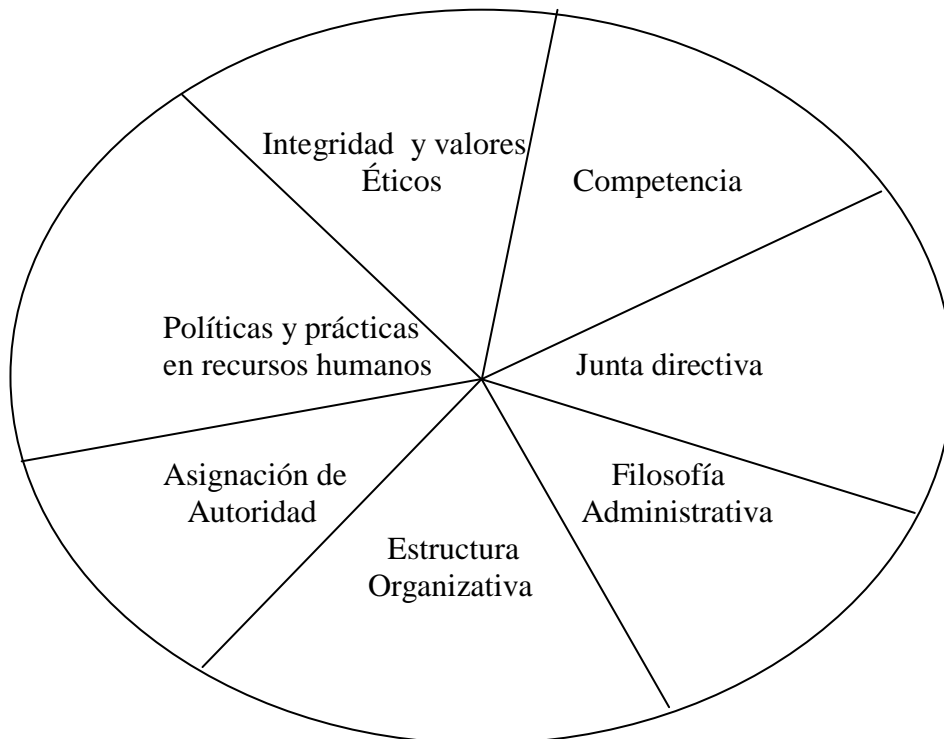 Integridad y valores
Éticos
Competencia
Políticas y prácticas
en recursos humanos
Junta directiva
Asignación de
Autoridad
Filosofía
Administrativa
Estructura
Organizativa